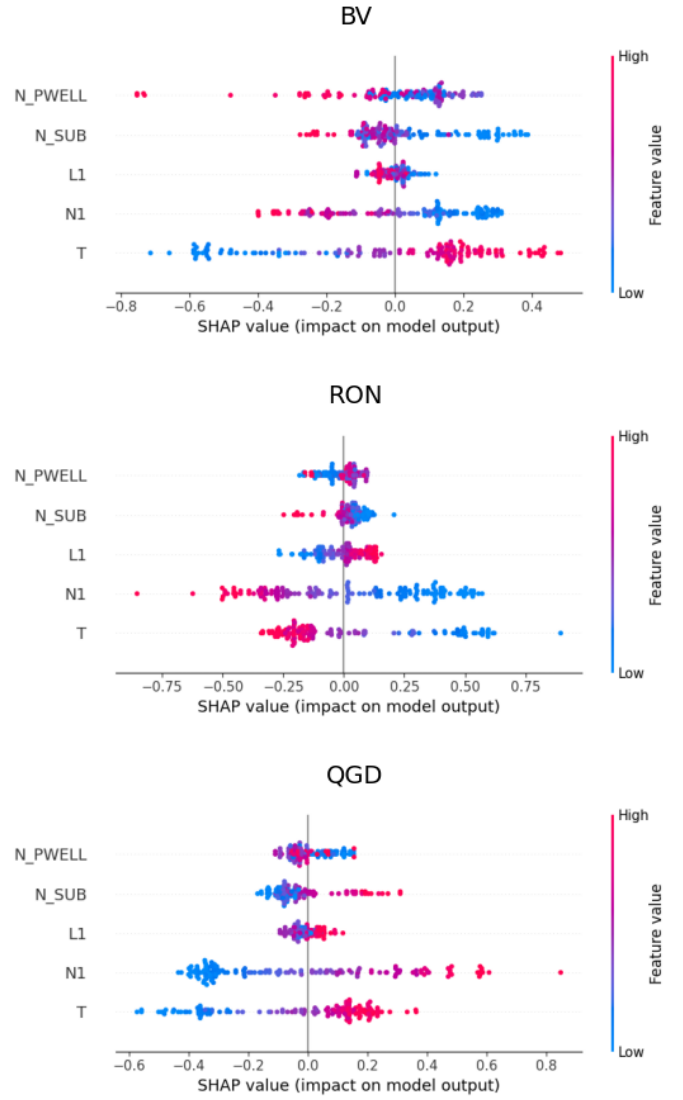 BV
High
N_PWELL
N_SUB
L1
N1
T
Feature value
Low
−0.8 −0.6 −0.4 −0.2 0.0 0.2 0.4
SHAP value (impact on model output)
RON
High
N_PWELL
N_SUB
L1
N1
T
Feature value
Low
−0.75 −0.50 −0.25 0.00 0.25 0.50 0.75
SHAP value (impact on model output)
QGD
High
N_PWELL
N_SUB
L1
N1
T
Feature value
Low
−0.6 −0.4 −0.2 0.0 0.2 0.4 0.6 0.8
SHAP value (impact on model output)